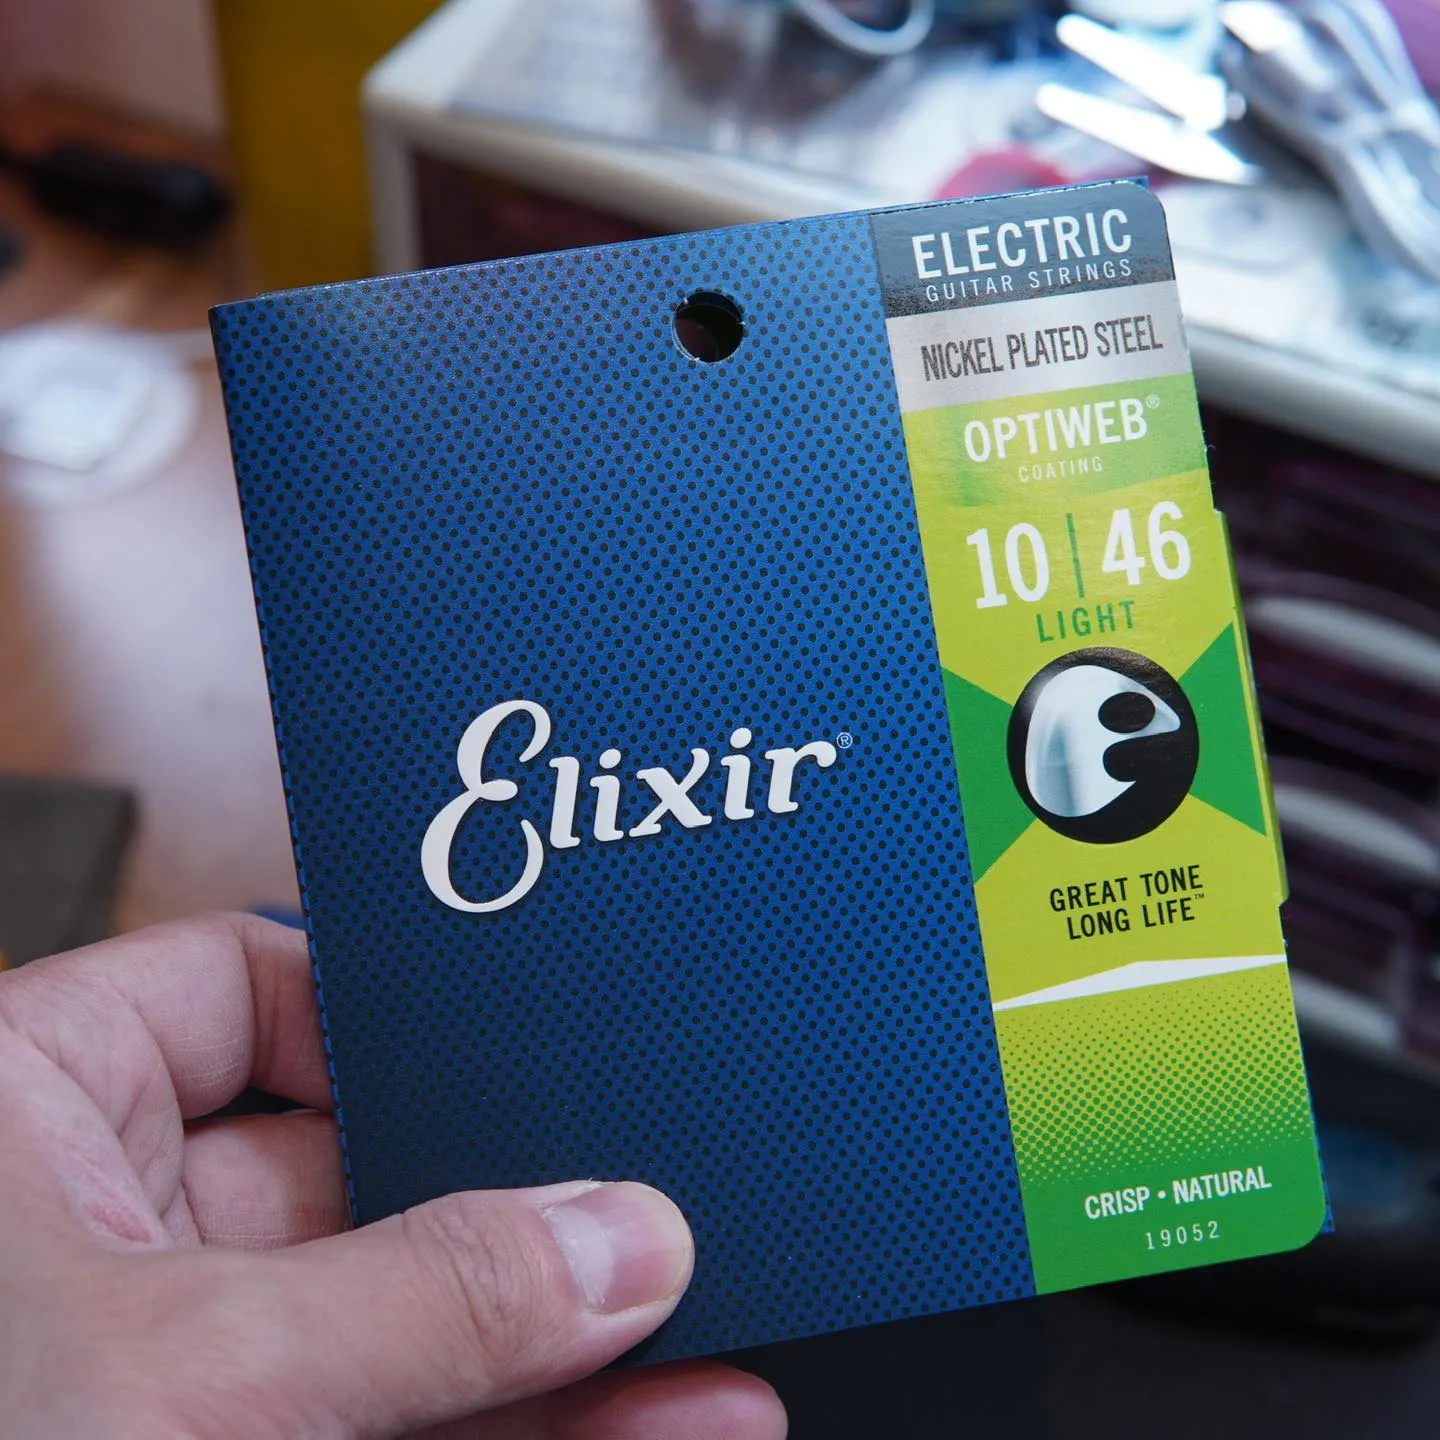 ELECTRIC
GUITAR STRINGS
NICKEL PLATED STEEL
OPTIWEB®
COATING
10 | 46
LIGHT
Elixir®
GREAT TONE
LONG LIFE™
CRISP • NATURAL
19052